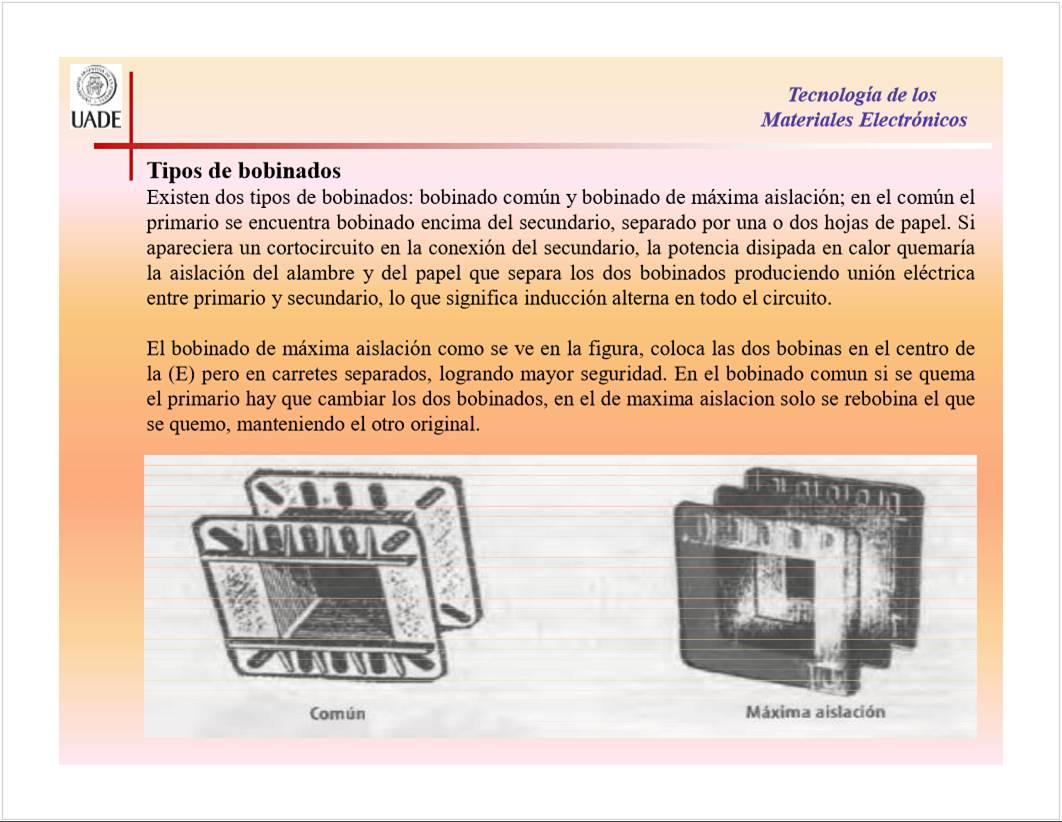 UADE
Tecnología de los
Materiales Electrónicos
Tipos de bobinados
Existen dos tipos de bobinados: bobinado común y bobinado de máxima aislación; en el común el
primario se encuentra bobinado encima del secundario, separado por una o dos hojas de papel. Si
apareciera un cortocircuito en la conexión del secundario, la potencia disipada en calor quemaría
la aislación del alambre y del papel que separa los dos bobinados produciendo unión eléctrica
entre primario y secundario, lo que significa inducción alterna en todo el circuito.
El bobinado de máxima aislación como se ve en la figura, coloca las dos bobinas en el centro de
la (E) pero en carretes separados, logrando mayor seguridad. En el bobinado comun si se quema
el primario hay que cambiar los dos bobinados, en el de maxima aislacion solo se rebobina el que
se quemo, manteniendo el otro original.
Común
Máxima aislación